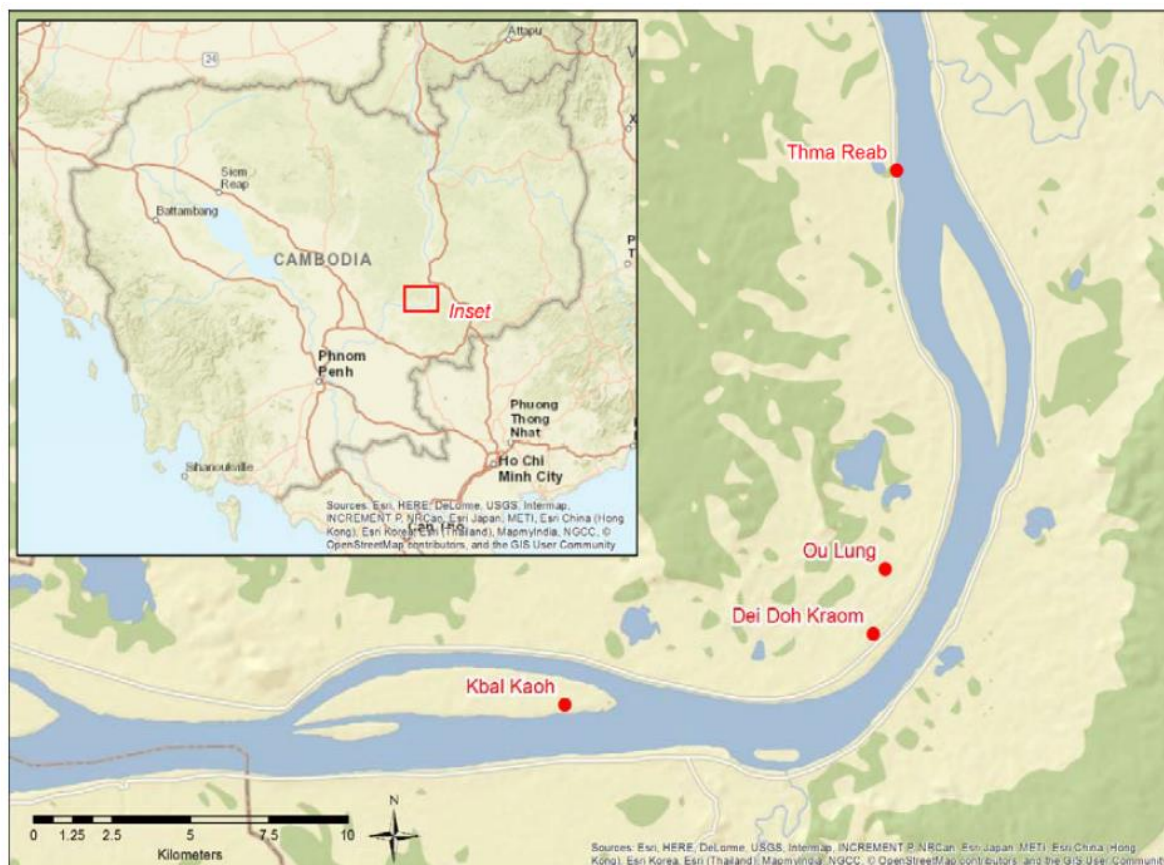 Attapu
24
Siem
Reap
Battambang
CAMBODIA
Inset
Phnom
Penh
Phuong
Thong
Nhat
Ho Chi
Minh City
Sihanoukville
Sources: Esri, HERE, DeLorme, USGS, Intermap,
INCREMENT P, NRCan, Esri Japan, METI, Esri China (Hong
Kong), Esri Korea, Esri (Thailand), MapmyIndia, NGCC, ©
OpenStreetMap contributors, and the GIS User Community
Thma Reab
Ou Lung
Dei Doh Kraom
Kbal Kaoh
N
0 1.25 2.5 5 7.5 10
Kilometers
Sources: Esri, HERE, DeLorme, USGS, Intermap, INCREMENT P, NRCan, Esri Japan, METI, Esri China (Hong
Kong), Esri Korea, Esri (Thailand), MapmyIndia, NGCC, © OpenStreetMap contributors, and the GIS User